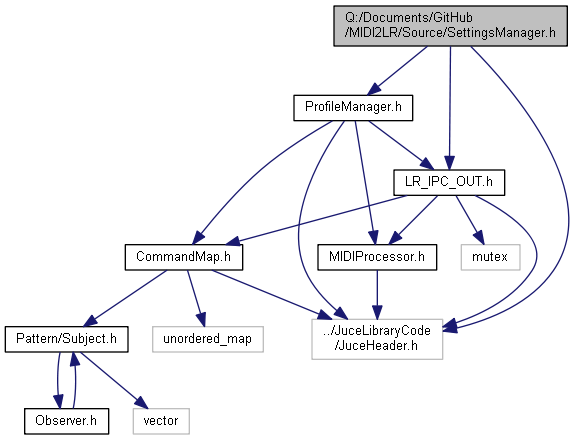 Q:/Documents/GitHub
/MIDI2LR/Source/SettingsManager.h
ProfileManager.h
LR_IPC_OUT.h
CommandMap.h
MIDIProcessor.h
mutex
Pattern/Subject.h
unordered_map
../JuceLibraryCode
/JuceHeader.h
Observer.h
vector